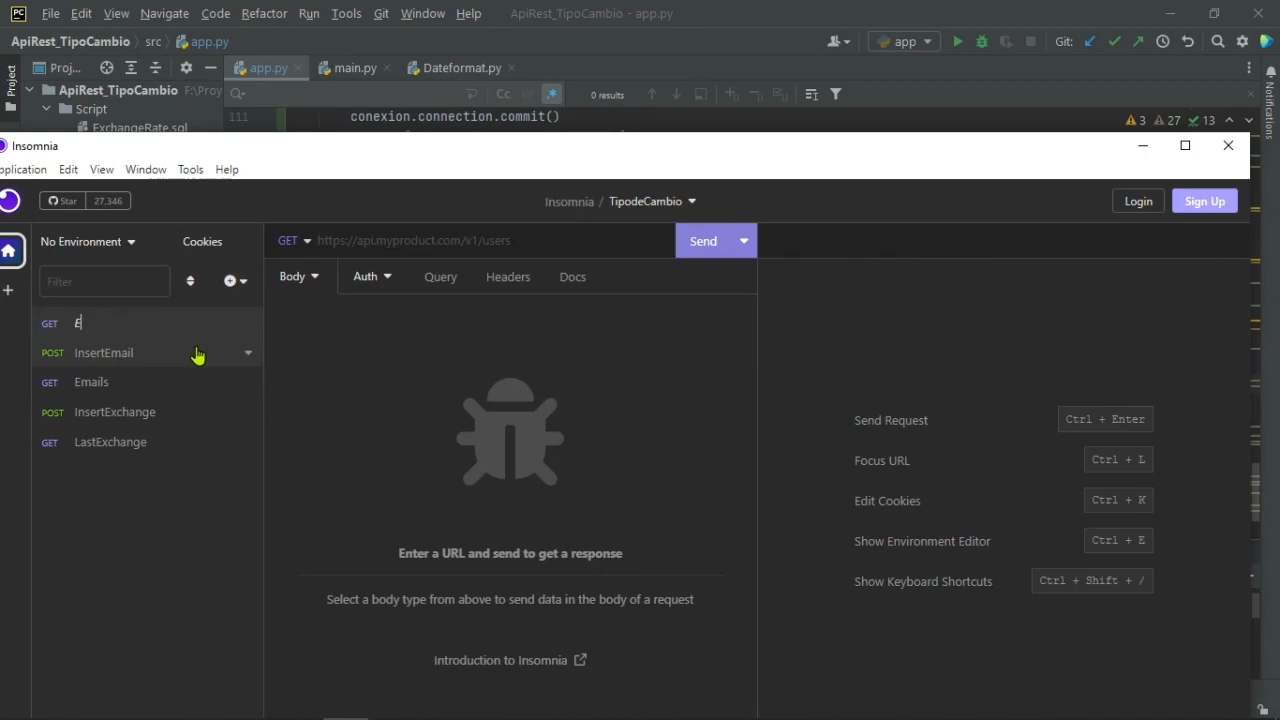 PC File Edit View Navigate Code Refactor Run Tools Git Window Help ApiRest_TipoCambio - app.py
ApiRest_TipoCambio src app.py app Git:
Project Proj... app.py main.py Dateformat.py Notifications
ApiRest_TipoCambio F:\Proy Cc 0 results
Script 111 conexion.connection.commit() 3 27 13
ExchangeRate.sql
Insomnia
pplication Edit View Window Tools Help
Star 27,346 Insomnia / TipodeCambio Login Sign Up
No Environment Cookies GET https://api.myproduct.com/v1/users Send
Filter Body Auth Query Headers Docs
GET E
POST InsertEmail
GET Emails
POST InsertExchange
GET LastExchange
Enter a URL and send to get a response
Select a body type from above to send data in the body of a request
Introduction to Insomnia
Send Request Ctrl + Enter
Focus URL Ctrl + L
Edit Cookies Ctrl + K
Show Environment Editor Ctrl + E
Show Keyboard Shortcuts Ctrl + Shift + /